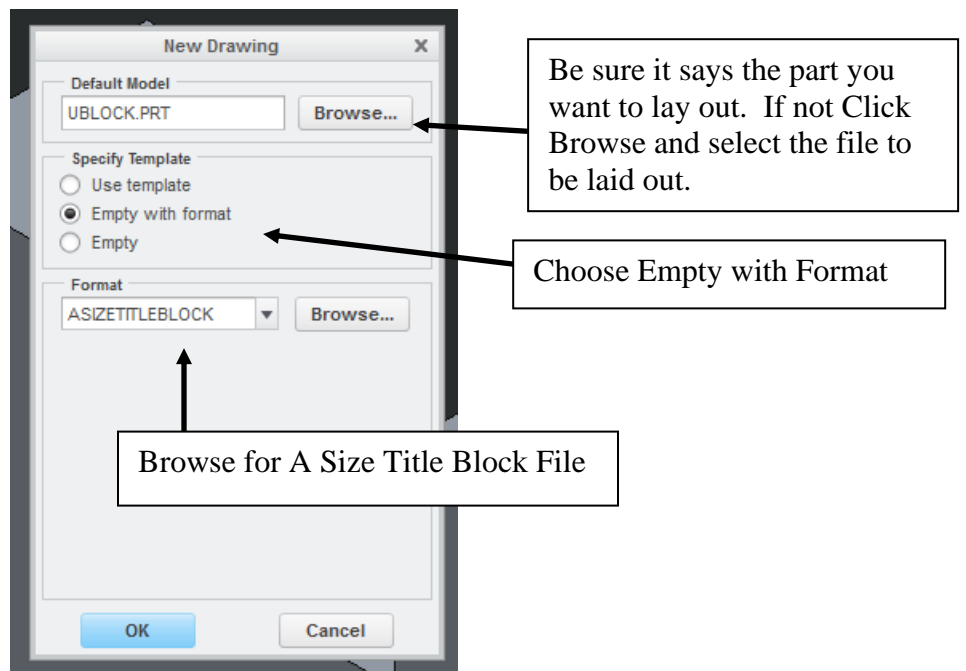 New Drawing X
Default Model
UBLOCK.PRT Browse...
Specify Template
Use template
Empty with format
Empty
Format
ASIZETITLEBLOCK Browse...
OK Cancel
Be sure it says the part you
want to lay out. If not Click
Browse and select the file to
be laid out.
Choose Empty with Format
Browse for A Size Title Block File